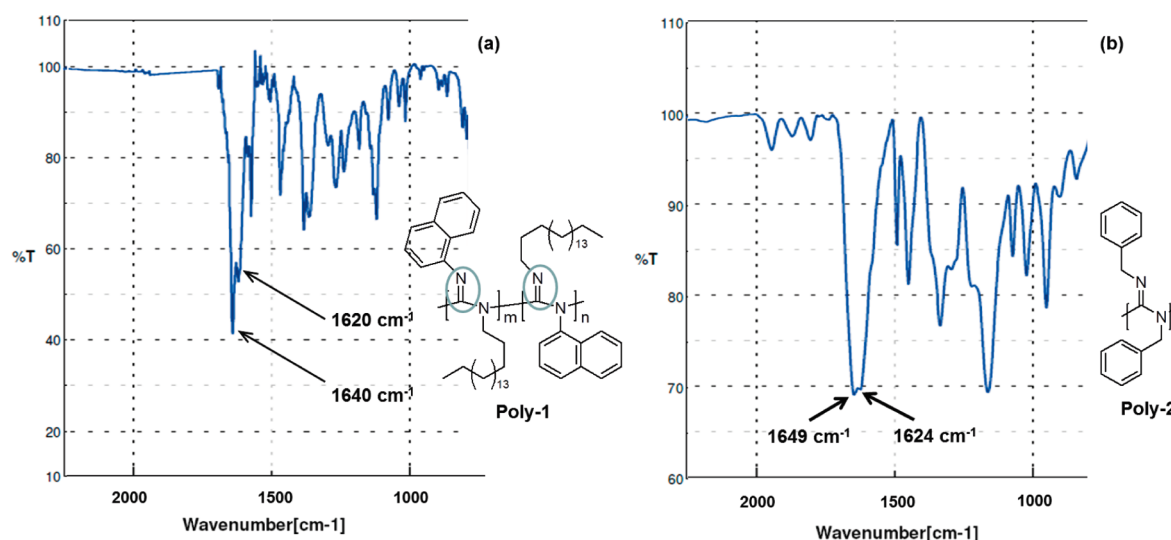 (a)
100
80
%T
60
40
20
10
2000
1500
1000
Wavenumber[cm-1]
1620 cm-1
1640 cm-1
N
N
m
N
N
n
13
13
Poly-1
(b)
110
100
90
%T
80
70
60
2000
1500
1000
Wavenumber[cm-1]
1649 cm-1
1624 cm-1
N
N
Poly-2